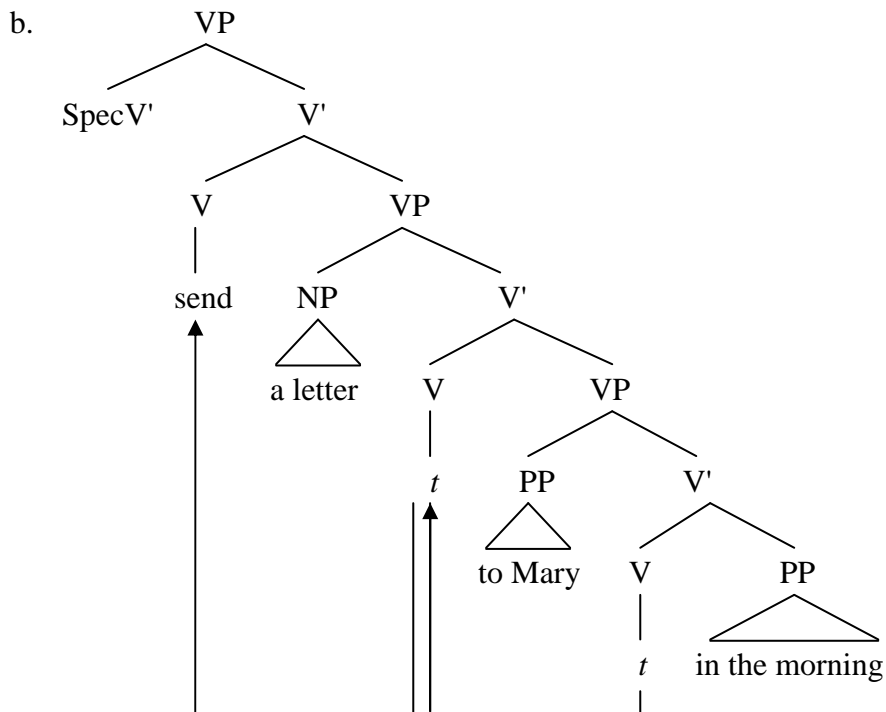 b. VP
SpecV' V'
V VP
send NP V'
a letter V VP
t PP V'
to Mary V PP
t in the morning